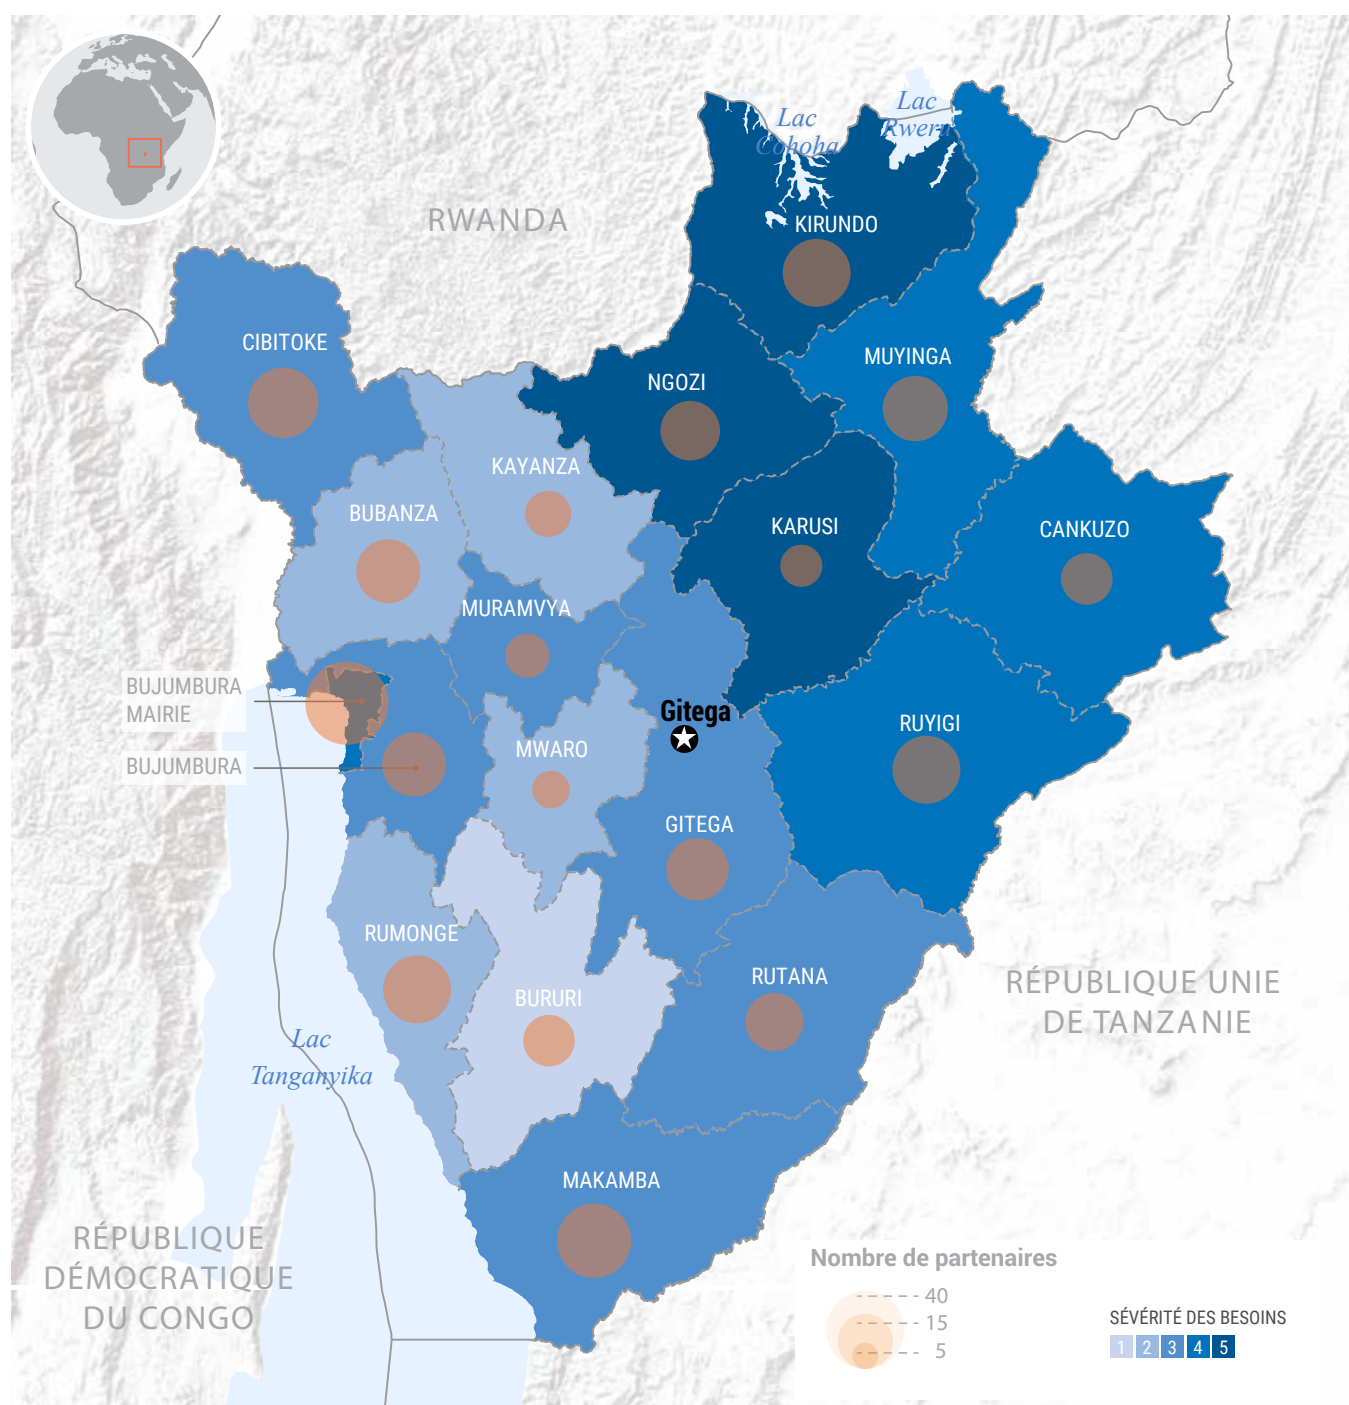 Lac
Rweru
Lac
Cohoha
RWANDA
KIRUNDO
CIBITOKE
MUYINGA
NGOZI
KAYANZA
BUBANZA
KARUSI
CANKUZO
MURAMVYA
BUJUMBURA
MAIRIE
Gitega
RUYIGI
MWARO
BUJUMBURA
GITEGA
RUMONGE
RUTANA
RÉPUBLIQUE UNIE
DE TANZANIE
BURURI
Lac
Tanganyika
MAKAMBA
RÉPUBLIQUE
DÉMOCRATIQUE
DU CONGO
Nombre de partenaires
40
15
5
SÉVÉRITÉ DES BESOINS
1 2 3 4 5